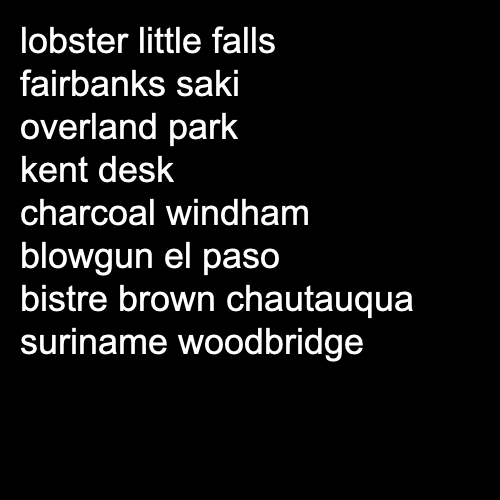 lobster little falls
fairbanks saki
overland park
kent desk
charcoal windham
blowgun el paso
bistre brown chautauqua
suriname woodbridge